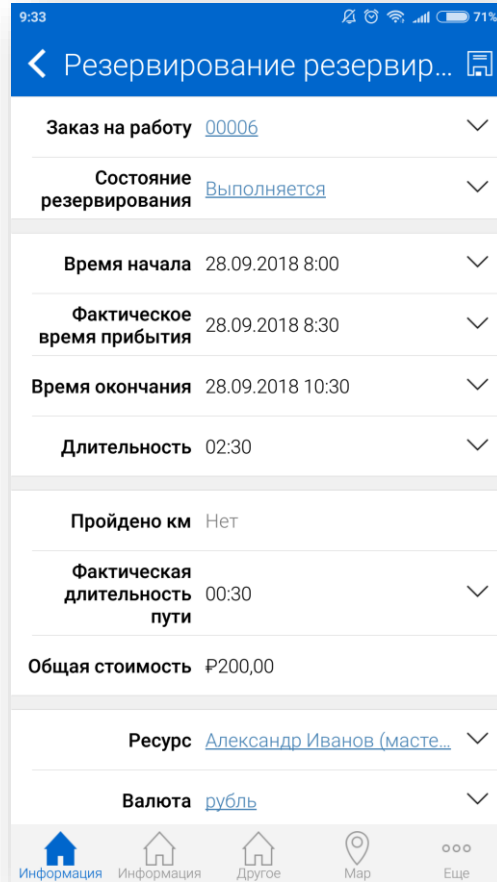 9:33 71%
Резервирование резервир...
Заказ на работу 00006
Состояние
резервирования Выполняется
Время начала 28.09.2018 8:00
Фактическое
время прибытия 28.09.2018 8:30
Время окончания 28.09.2018 10:30
Длительность 02:30
Пройдено км Нет
Фактическая
длительность 00:30
пути
Общая стоимость ₽200,00
Ресурс Александр Иванов (масте...
Валюта рубль
Информация Информация Другое Map Еще